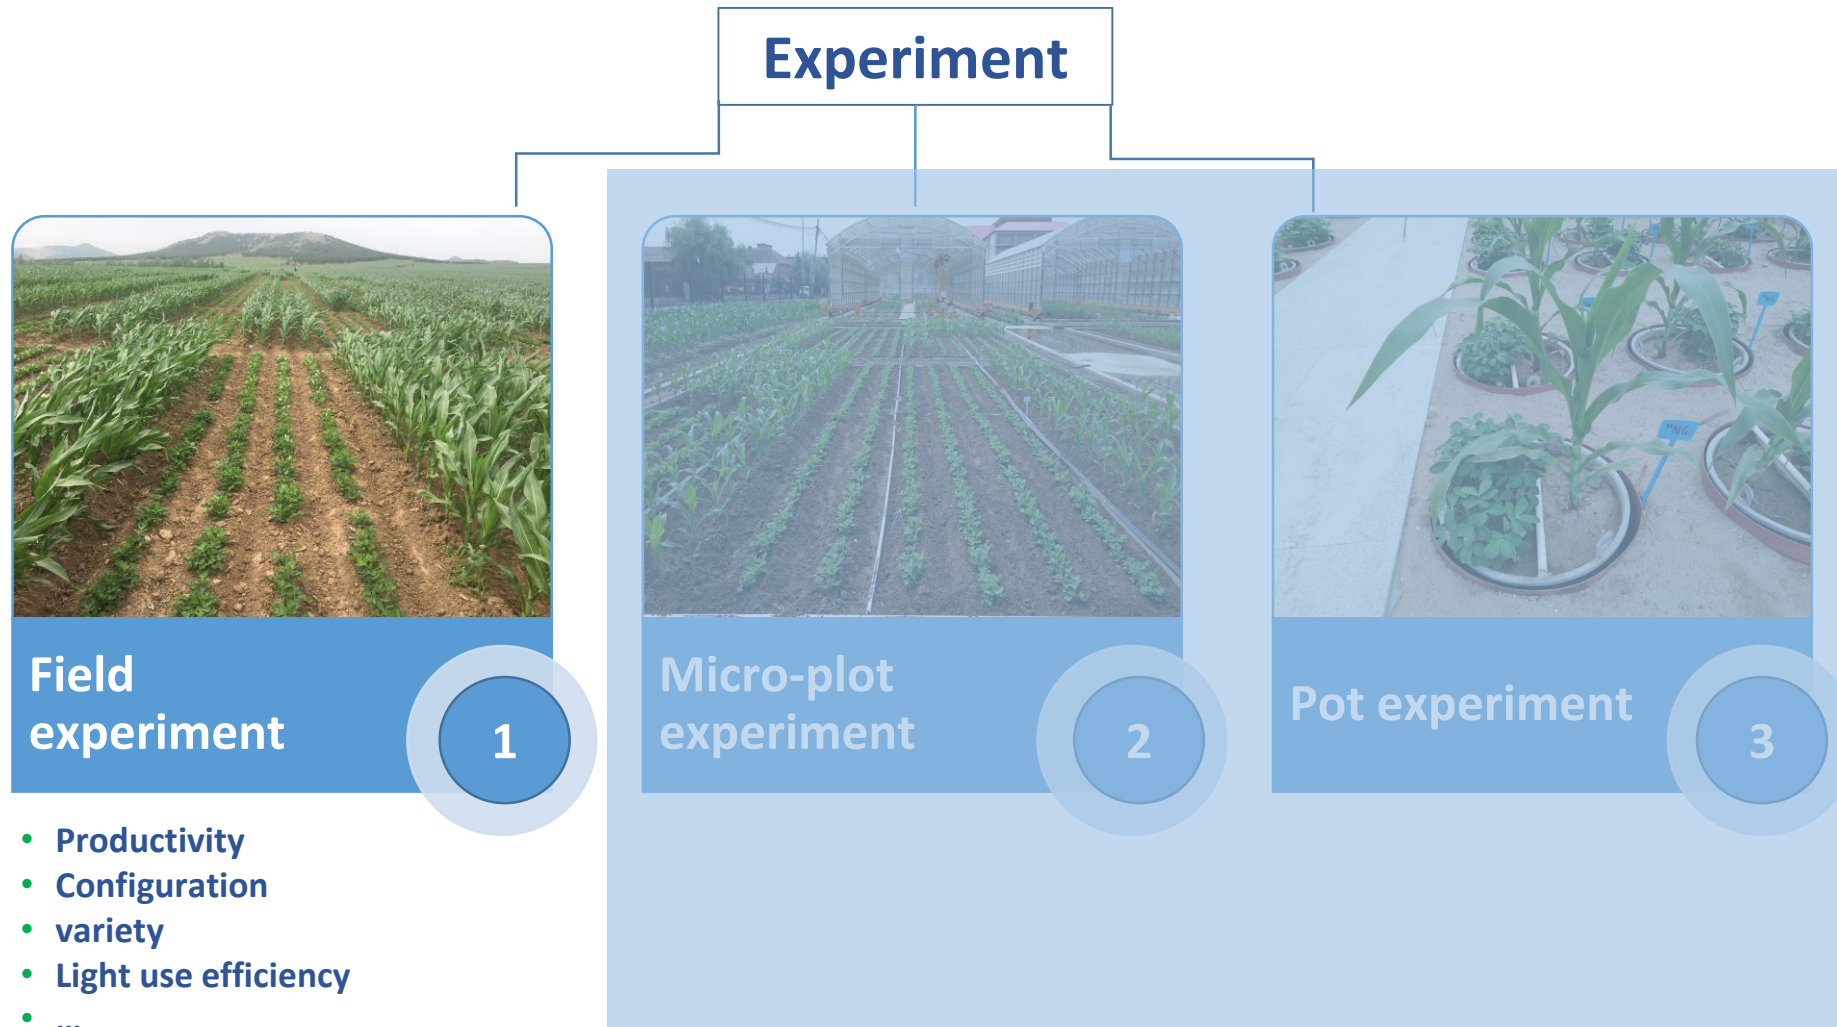 Experiment
Field
experiment
1
Micro-plot
experiment
2
Pot experiment
3
• Productivity
• Configuration
• variety
• Light use efficiency
• ...